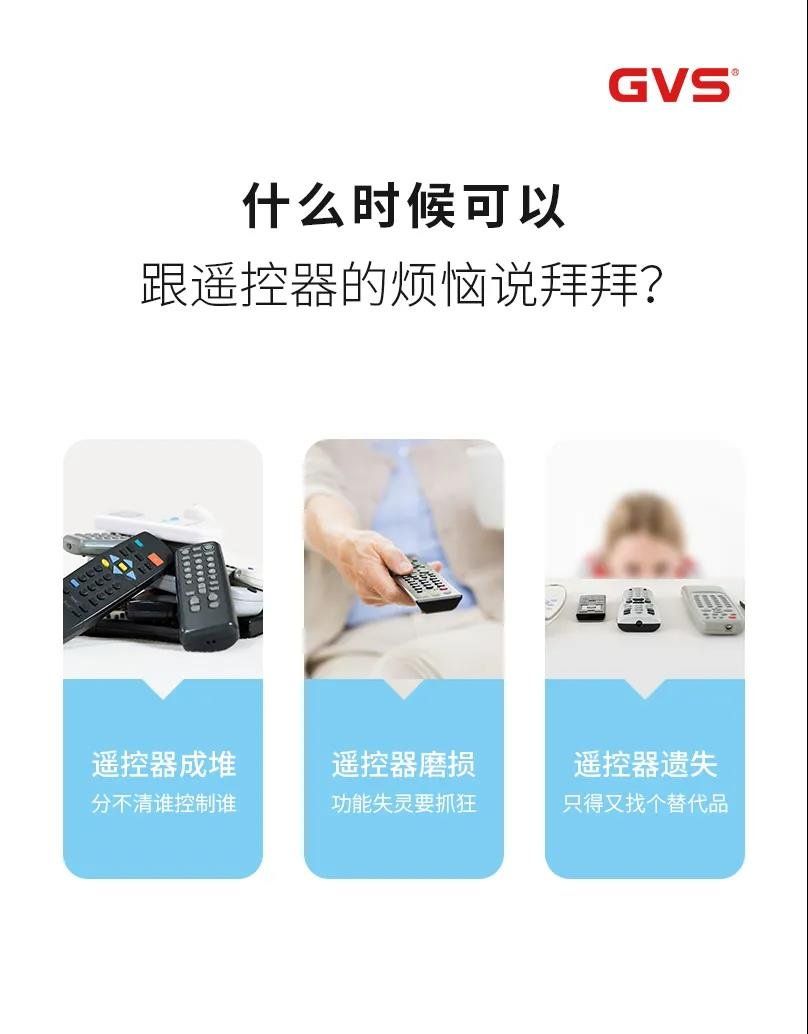 GVS®
什么时候可以
跟遥控器的烦恼说拜拜？
遥控器成堆
分不清谁控制谁
遥控器磨损
功能失灵要抓狂
遥控器遗失
只得又找个替代品